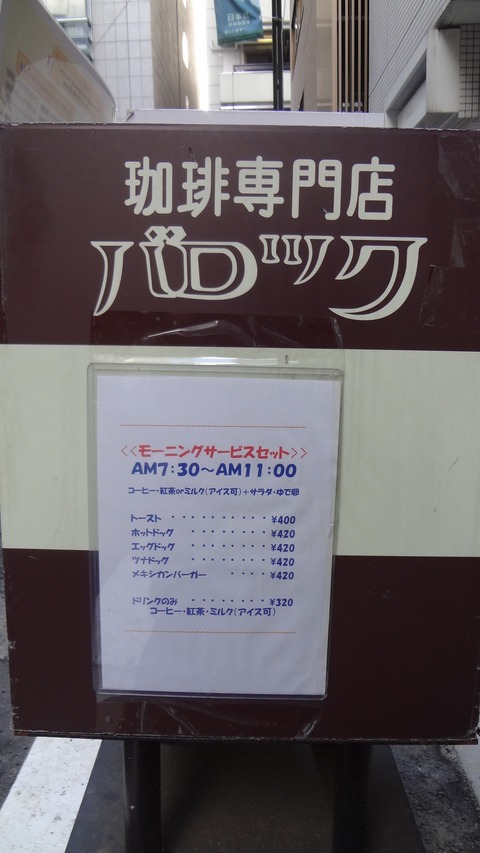 珈琲専門店
バロック
<<モーニングサービスセット>>
AM7:30～AM11:00
コーヒー・紅茶orミルク(アイス可)+サラダ・ゆで卵
トースト ・・・・・・・・・・ ¥400
ホットドッグ ・・・・・・・・ ¥420
エッグドッグ ・・・・・・・・ ¥420
ツナドッグ ・・・・・・・・ ¥420
メキシカンバーガー ・・・・ ¥420
ドリンクのみ ・・・・・・・・ ¥320
コーヒー・紅茶・ミルク(アイス可)